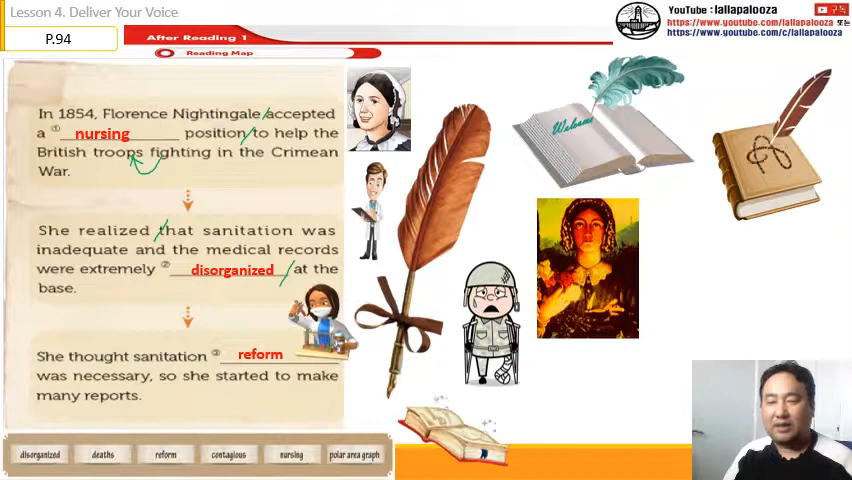 Lesson 4. Deliver Your Voice
YouTube : lallapalooza 구독
https://www.youtube.com/lallapalooza 또는
https://www.youtube.com/c/lallapalooza
P.94
After Reading 1
Reading Map
In 1854, Florence Nightingale accepted
a ① nursing position to help the
British troops fighting in the Crimean
War.
She realized that sanitation was
inadequate and the medical records
were extremely ② disorganized at the
base.
She thought sanitation ③ reform
was necessary, so she started to make
many reports.
Welcome
disorganized deaths reform contagious nursing polar area graph